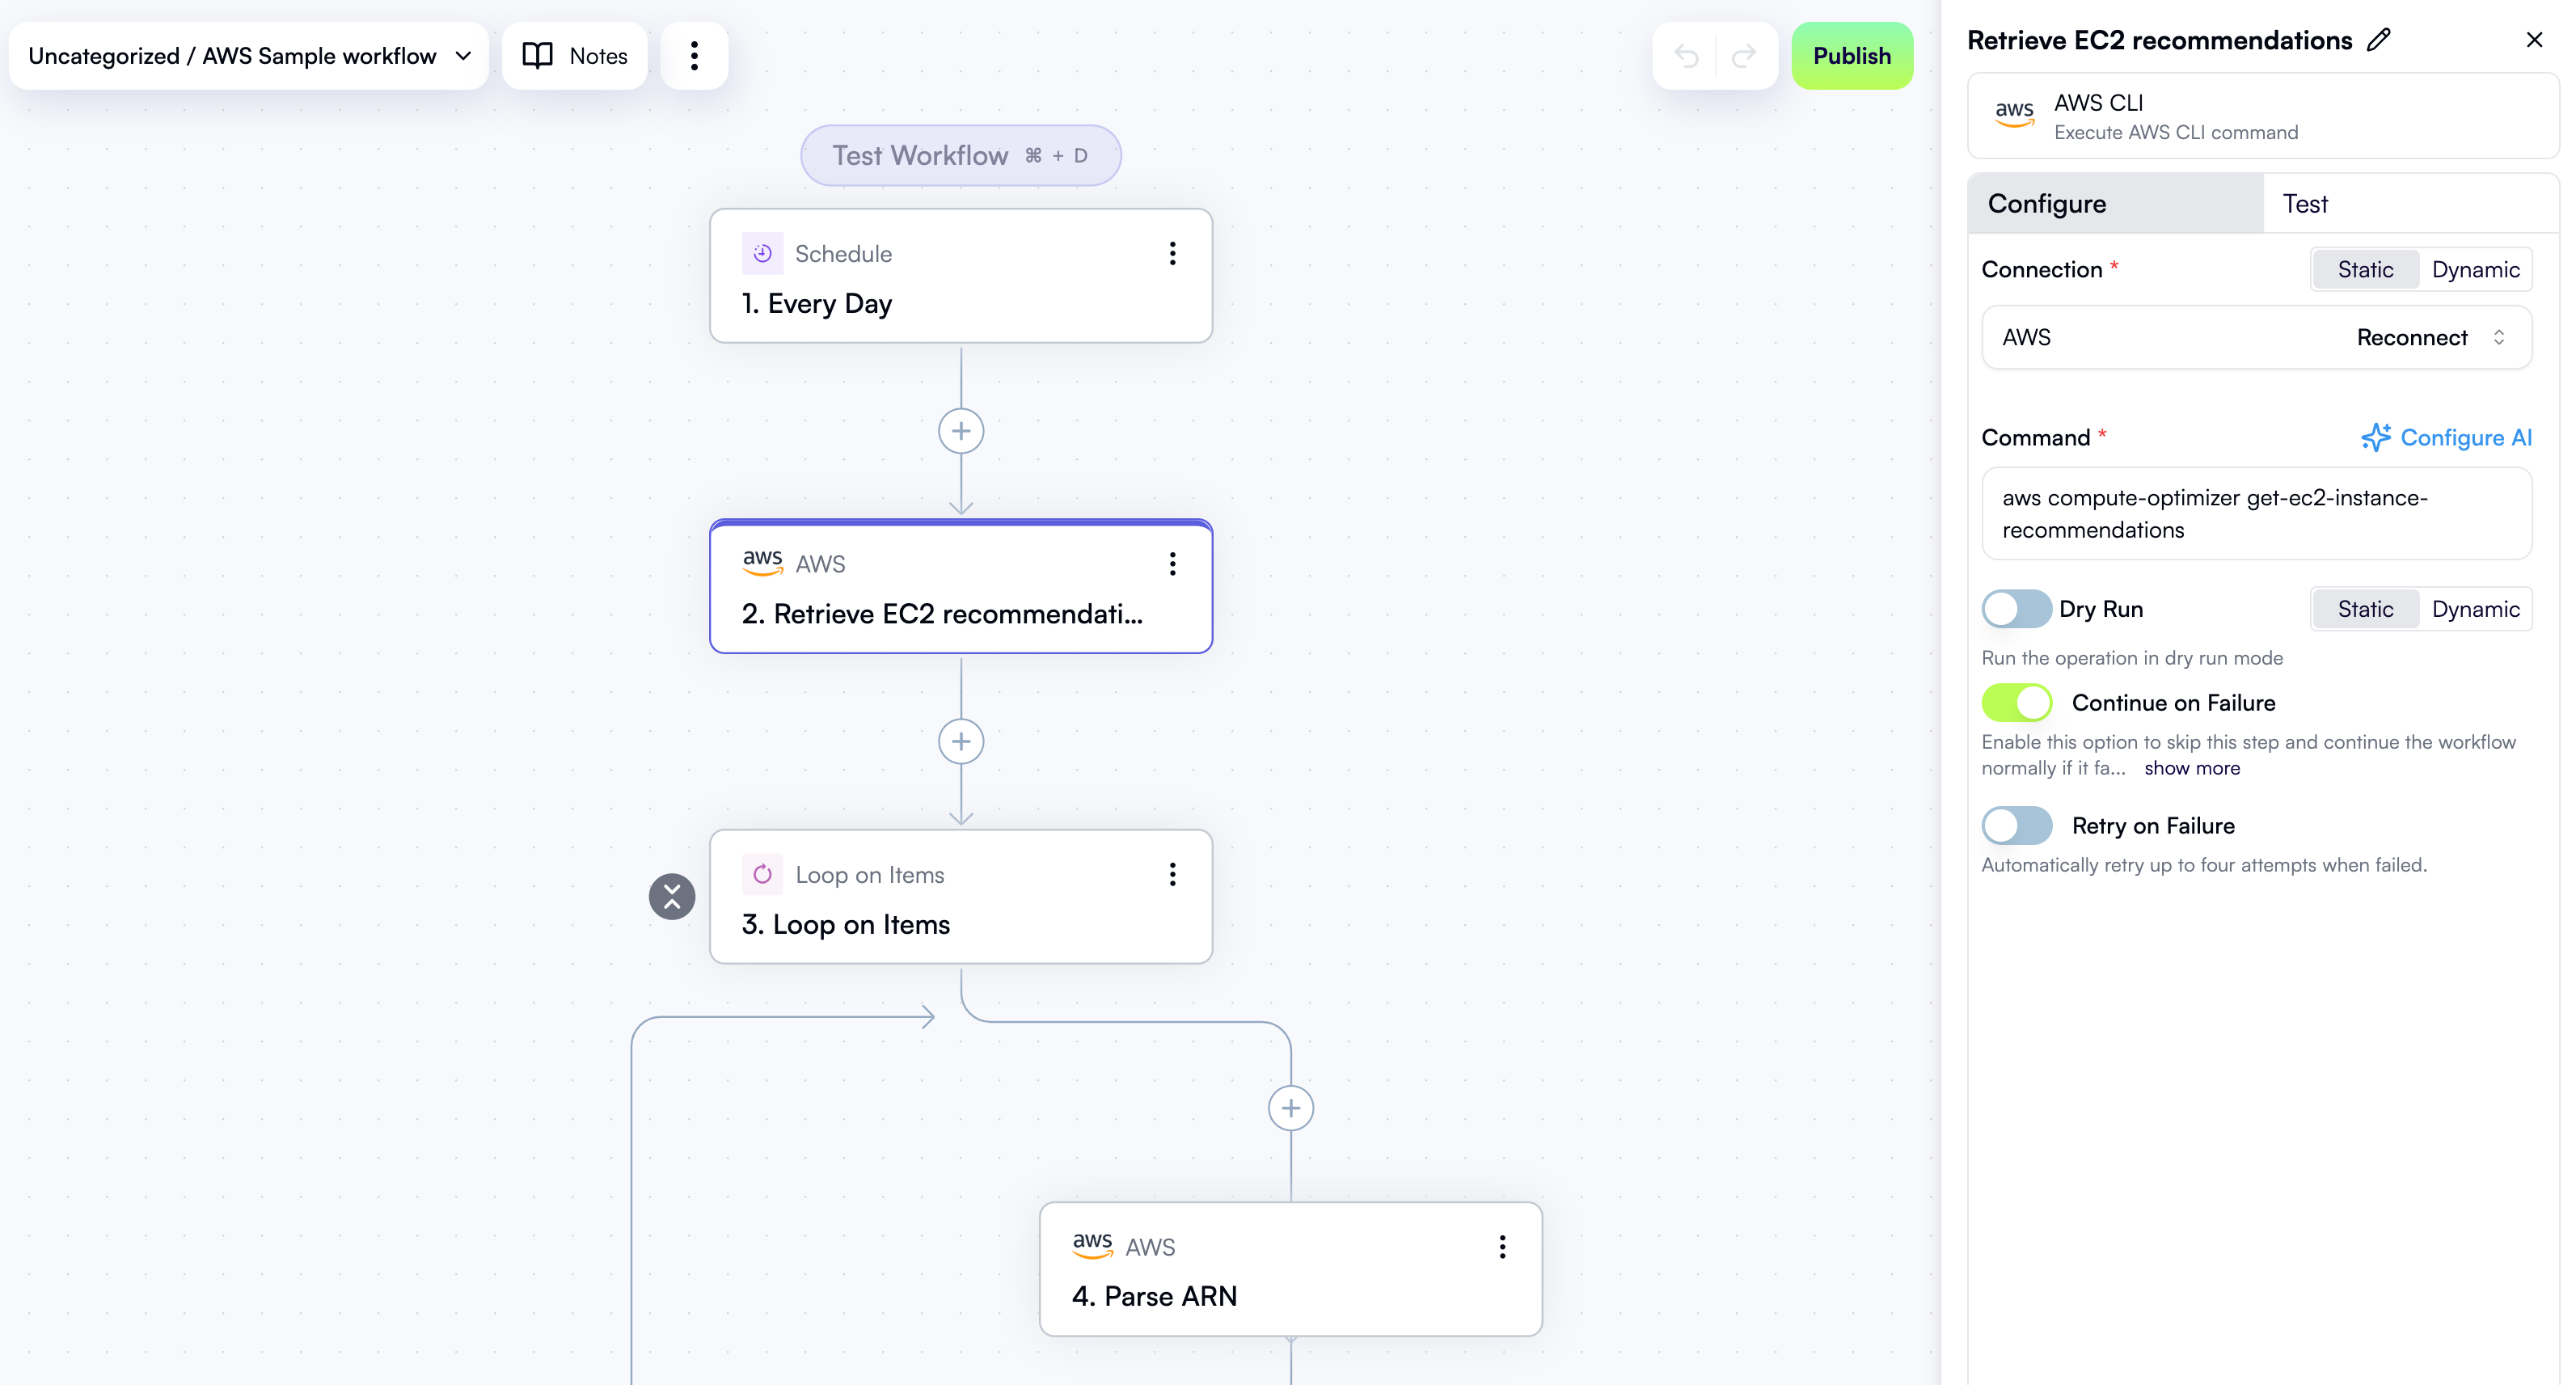 Uncategorized / AWS Sample workflow
Notes
Publish
Test Workflow ⌘ + D
Schedule
1. Every Day
aws AWS
2. Retrieve EC2 recommendati...
Loop on Items
3. Loop on Items
aws AWS
4. Parse ARN
Retrieve EC2 recommendations
aws
AWS CLI
Execute AWS CLI command
Configure Test
Connection * Static Dynamic
AWS Reconnect
Command * Configure AI
aws compute-optimizer get-ec2-instance-
recommendations
Dry Run Static Dynamic
Run the operation in dry run mode
Continue on Failure
Enable this option to skip this step and continue the workflow
normally if it fa... show more
Retry on Failure
Automatically retry up to four attempts when failed.